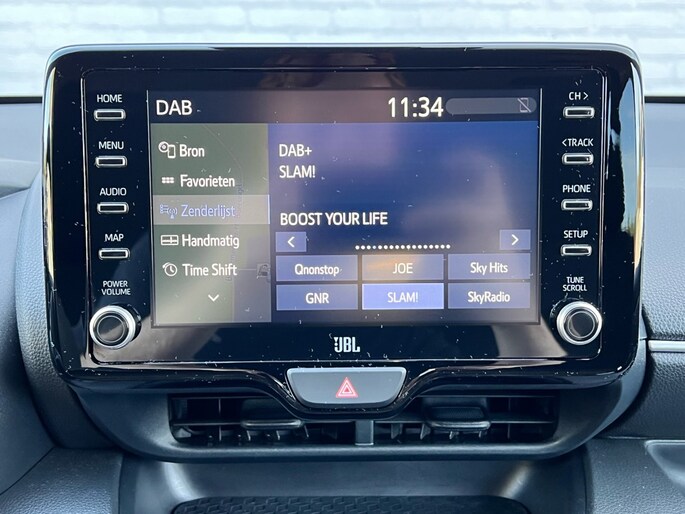 HOME
MENU
AUDIO
MAP
POWER
VOLUME
DAB
11:34
Bron
Favorieten
Zenderlijst
Handmatig
Time Shift
DAB+
SLAM!
BOOST YOUR LIFE
Qnonstop
JOE
Sky Hits
GNR
SLAM!
SkyRadio
CH >
<TRACK
PHONE
SETUP
TUNE
SCROLL
JBL